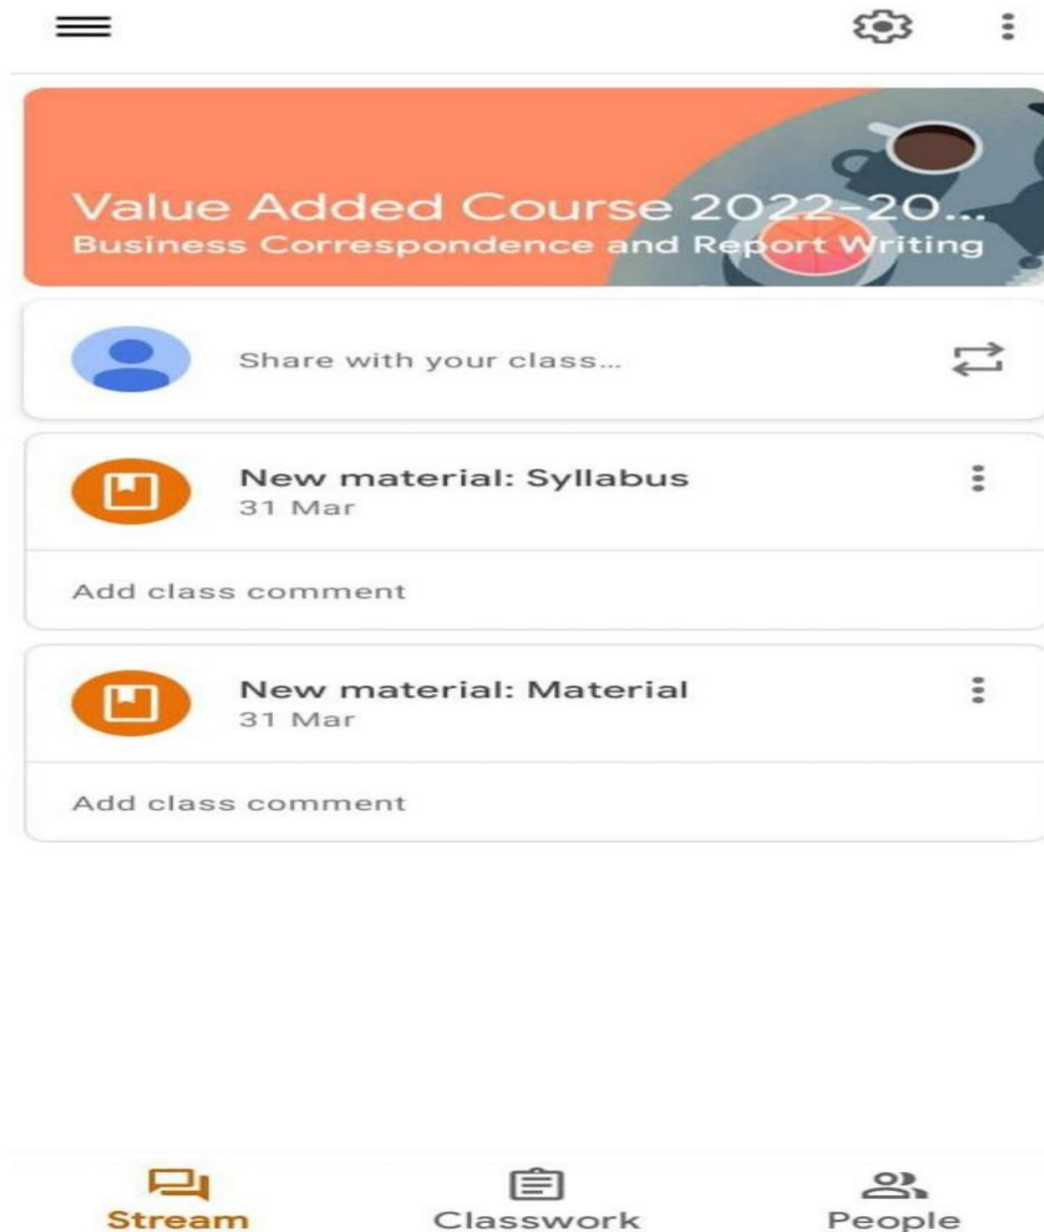 Value Added Course 2022-20...
Business Correspondence and Report Writing
Share with your class...
New material: Syllabus
31 Mar
Add class comment
New material: Material
31 Mar
Add class comment
Stream
Classwork
People